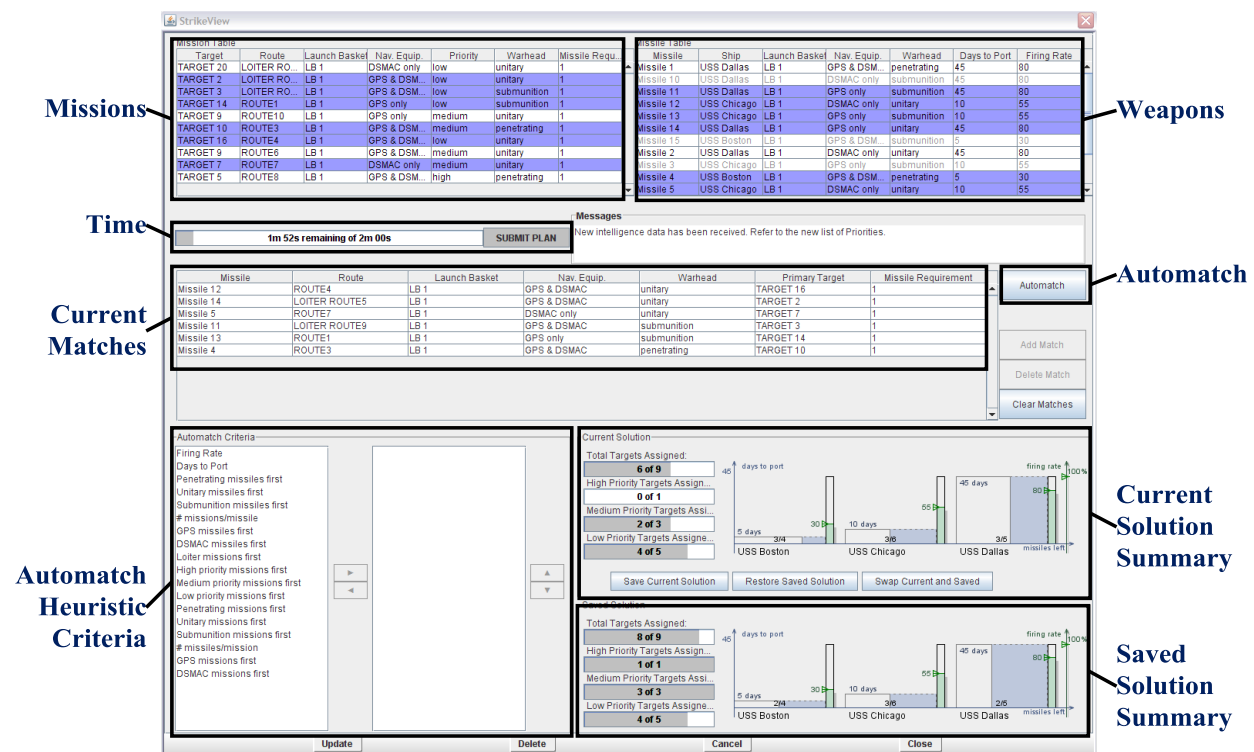 StrikeView
Mission Table
Target Route Launch Basket Nav. Equip. Priority Warhead Missile Requ...
TARGET 20 LOITER RO... LB 1 DSMAC only low unitary 1
TARGET 2 LOITER RO... LB 1 GPS & DSM... low unitary 1
TARGET 3 LOITER RO... LB 1 GPS & DSM... low submunition 1
TARGET 14 ROUTE1 LB 1 GPS only low submunition 1
TARGET 9 ROUTE10 LB 1 GPS only medium unitary 1
TARGET 10 ROUTE3 LB 1 GPS & DSM... medium penetrating 1
TARGET 16 ROUTE4 LB 1 GPS & DSM... low unitary 1
TARGET 9 ROUTE6 LB 1 GPS & DSM... medium unitary 1
TARGET 7 ROUTE7 LB 1 DSMAC only medium unitary 1
TARGET 5 ROUTE8 LB 1 GPS & DSM... high penetrating 1
Missile Table
Missile Ship Launch Basket Nav. Equip. Warhead Days to Port Firing Rate
Missile 1 USS Dallas LB 1 GPS & DSM... penetrating 45 80
Missile 10 USS Dallas LB 1 DSMAC only submunition 45 80
Missile 11 USS Dallas LB 1 GPS only submunition 45 80
Missile 12 USS Chicago LB 1 DSMAC only unitary 10 55
Missile 13 USS Chicago LB 1 GPS only submunition 10 55
Missile 14 USS Dallas LB 1 GPS only unitary 45 80
Missile 15 USS Boston LB 1 GPS & DSM... submunition 5 30
Missile 2 USS Dallas LB 1 DSMAC only unitary 45 80
Missile 3 USS Chicago LB 1 GPS only submunition 10 55
Missile 4 USS Boston LB 1 GPS & DSM... penetrating 5 30
Missile 5 USS Chicago LB 1 DSMAC only unitary 10 55
Missions
Weapons
Time
1m 52s remaining of 2m 00s
SUBMIT PLAN
Messages
New intelligence data has been received. Refer to the new list of Priorities.
Missile Route Launch Basket Nav. Equip. Warhead Primary Target Missile Requirement
Missile 12 ROUTE4 LB 1 GPS & DSMAC unitary TARGET 16 1
Missile 14 LOITER ROUTE5 LB 1 GPS & DSMAC unitary TARGET 2 1
Missile 5 ROUTE7 LB 1 DSMAC only unitary TARGET 7 1
Missile 11 LOITER ROUTE9 LB 1 GPS & DSMAC submunition TARGET 3 1
Missile 13 ROUTE1 LB 1 GPS only submunition TARGET 14 1
Missile 4 ROUTE3 LB 1 GPS & DSMAC penetrating TARGET 10 1
Current
Matches
Automatch
Automatch
Add Match
Delete Match
Clear Matches
Automatch Criteria
Firing Rate
Days to Port
Penetrating missiles first
Unitary missiles first
Submunition missiles first
# missions/missile
GPS missiles first
DSMAC missiles first
Loiter missions first
High priority missions first
Medium priority missions first
Low priority missions first
Penetrating missions first
Unitary missions first
Submunition missions first
# missiles/mission
GPS missions first
DSMAC missions first
Automatch
Heuristic
Criteria
Current Solution
Total Targets Assigned:
6 of 9
High Priority Targets Assign...
0 of 1
Medium Priority Targets Assi...
2 of 3
Low Priority Targets Assigne...
4 of 5
45 days to port firing rate 100%
5 days 3/4 30
10 days 3/6 55
45 days 3/5 80
USS Boston USS Chicago USS Dallas missiles left
Save Current Solution Restore Saved Solution Swap Current and Saved
Current
Solution
Summary
Saved Solution
Total Targets Assigned:
8 of 9
High Priority Targets Assign...
1 of 1
Medium Priority Targets Assi...
3 of 3
Low Priority Targets Assigne...
4 of 5
45 days to port firing rate 100%
5 days 2/4 30
10 days 3/6 55
45 days 2/5 80
USS Boston USS Chicago USS Dallas missiles left
Saved
Solution
Summary
Update Delete Cancel Close